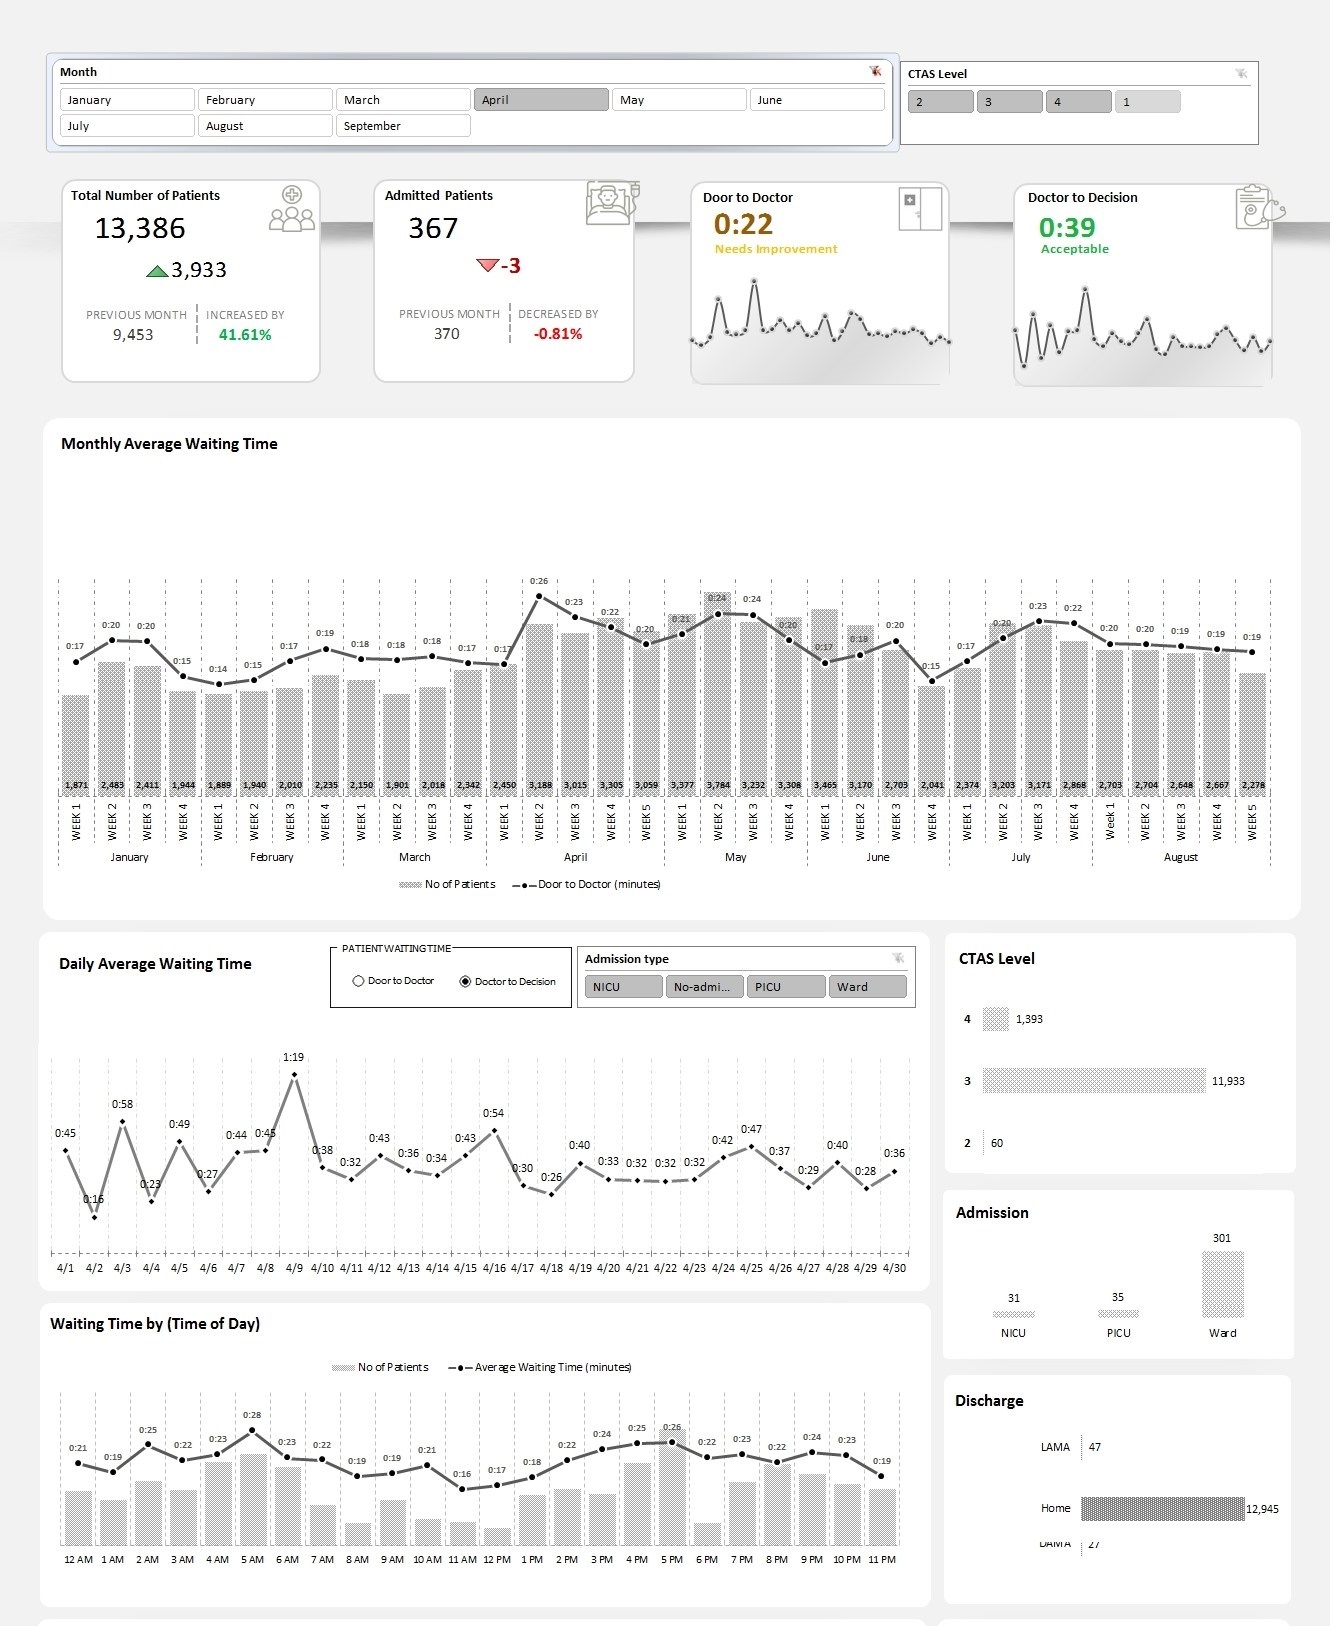 Month
January February March April May June
July August September
CTAS Level
2 3 4 1
Total Number of Patients
13,386
3,933
PREVIOUS MONTH INCREASED BY
9,453 41.61%
Admitted Patients
367
-3
PREVIOUS MONTH DECREASED BY
370 -0.81%
Door to Doctor
0:22
Needs Improvement
Doctor to Decision
0:39
Acceptable
Monthly Average Waiting Time
0:17 0:20 0:20 0:15 0:14 0:15 0:17 0:19 0:18 0:18 0:18 0:17 0:17 0:26 0:23 0:22 0:20 0:21 0:24 0:24 0:20 0:17 0:18 0:20 0:15 0:17 0:20 0:23 0:22 0:20 0:20 0:19 0:19 0:19
1,871 2,483 2,411 1,944 1,889 1,940 2,010 2,235 2,150 1,901 2,018 2,342 2,450 3,188 3,015 3,305 3,059 3,377 3,784 3,232 3,308 3,465 3,170 2,703 2,041 2,374 3,203 3,171 2,868 2,703 2,704 2,648 2,667 2,278
WEEK 1 WEEK 2 WEEK 3 WEEK 4 WEEK 1 WEEK 2 WEEK 3 WEEK 4 WEEK 1 WEEK 2 WEEK 3 WEEK 4 WEEK 1 WEEK 2 WEEK 3 WEEK 4 WEEK 5 WEEK 1 WEEK 2 WEEK 3 WEEK 4 WEEK 1 WEEK 2 WEEK 3 WEEK 4 WEEK 1 WEEK 2 WEEK 3 WEEK 4 Week 1 WEEK 2 WEEK 3 WEEK 4 WEEK 5
January February March April May June July August
No of Patients Door to Doctor (minutes)
Daily Average Waiting Time
PATIENT WAITING TIME
Door to Doctor Doctor to Decision
Admission type
NICU No-admi... PICU Ward
0:45 0:16 0:58 0:23 0:49 0:27 0:44 0:45 1:19 0:38 0:32 0:43 0:36 0:34 0:43 0:54 0:30 0:26 0:40 0:33 0:32 0:32 0:32 0:42 0:47 0:37 0:29 0:40 0:28 0:36
4/1 4/2 4/3 4/4 4/5 4/6 4/7 4/8 4/9 4/10 4/11 4/12 4/13 4/14 4/15 4/16 4/17 4/18 4/19 4/20 4/21 4/22 4/23 4/24 4/25 4/26 4/27 4/28 4/29 4/30
CTAS Level
4 1,393
3 11,933
2 60
Admission
31 35 301
NICU PICU Ward
Waiting Time by (Time of Day)
No of Patients Average Waiting Time (minutes)
0:21 0:19 0:25 0:22 0:23 0:28 0:23 0:22 0:19 0:19 0:21 0:16 0:17 0:18 0:22 0:24 0:25 0:26 0:22 0:23 0:22 0:24 0:23 0:19
12 AM 1 AM 2 AM 3 AM 4 AM 5 AM 6 AM 7 AM 8 AM 9 AM 10 AM 11 AM 12 PM 1 PM 2 PM 3 PM 4 PM 5 PM 6 PM 7 PM 8 PM 9 PM 10 PM 11 PM
Discharge
LAMA 47
Home 12,945
DAMA 27